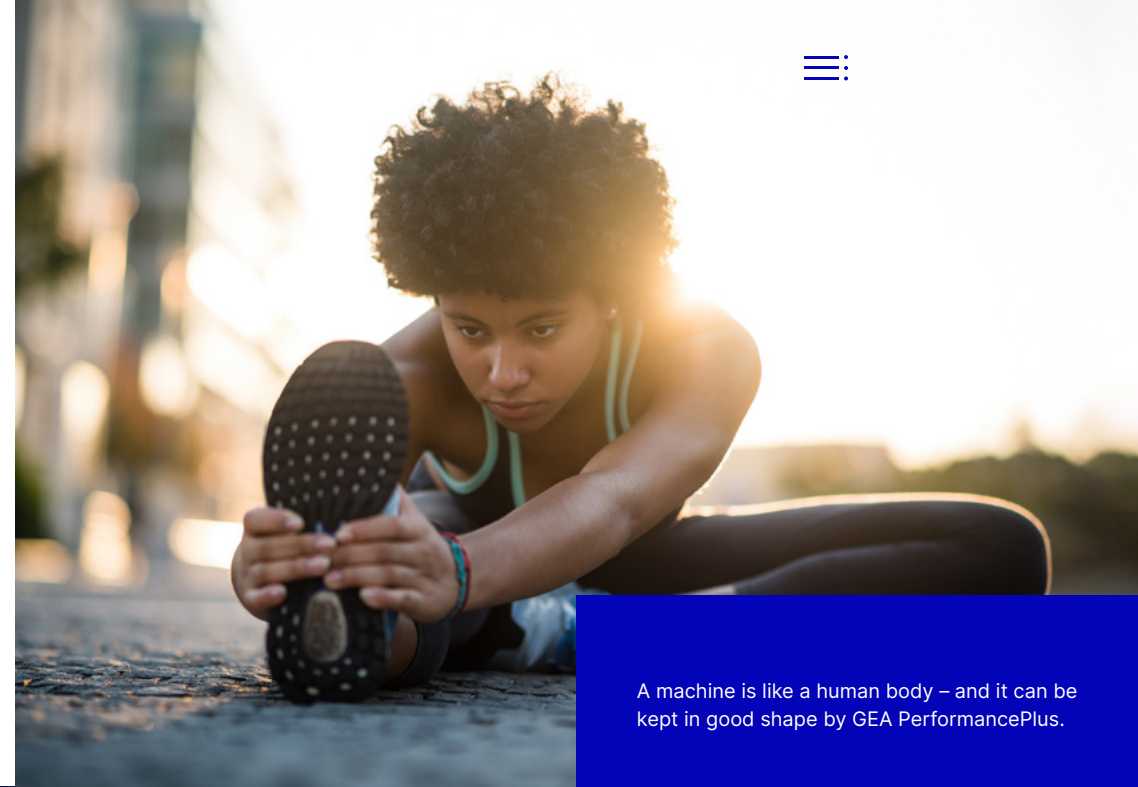 A machine is like a human body – and it can be
kept in good shape by GEA PerformancePlus.